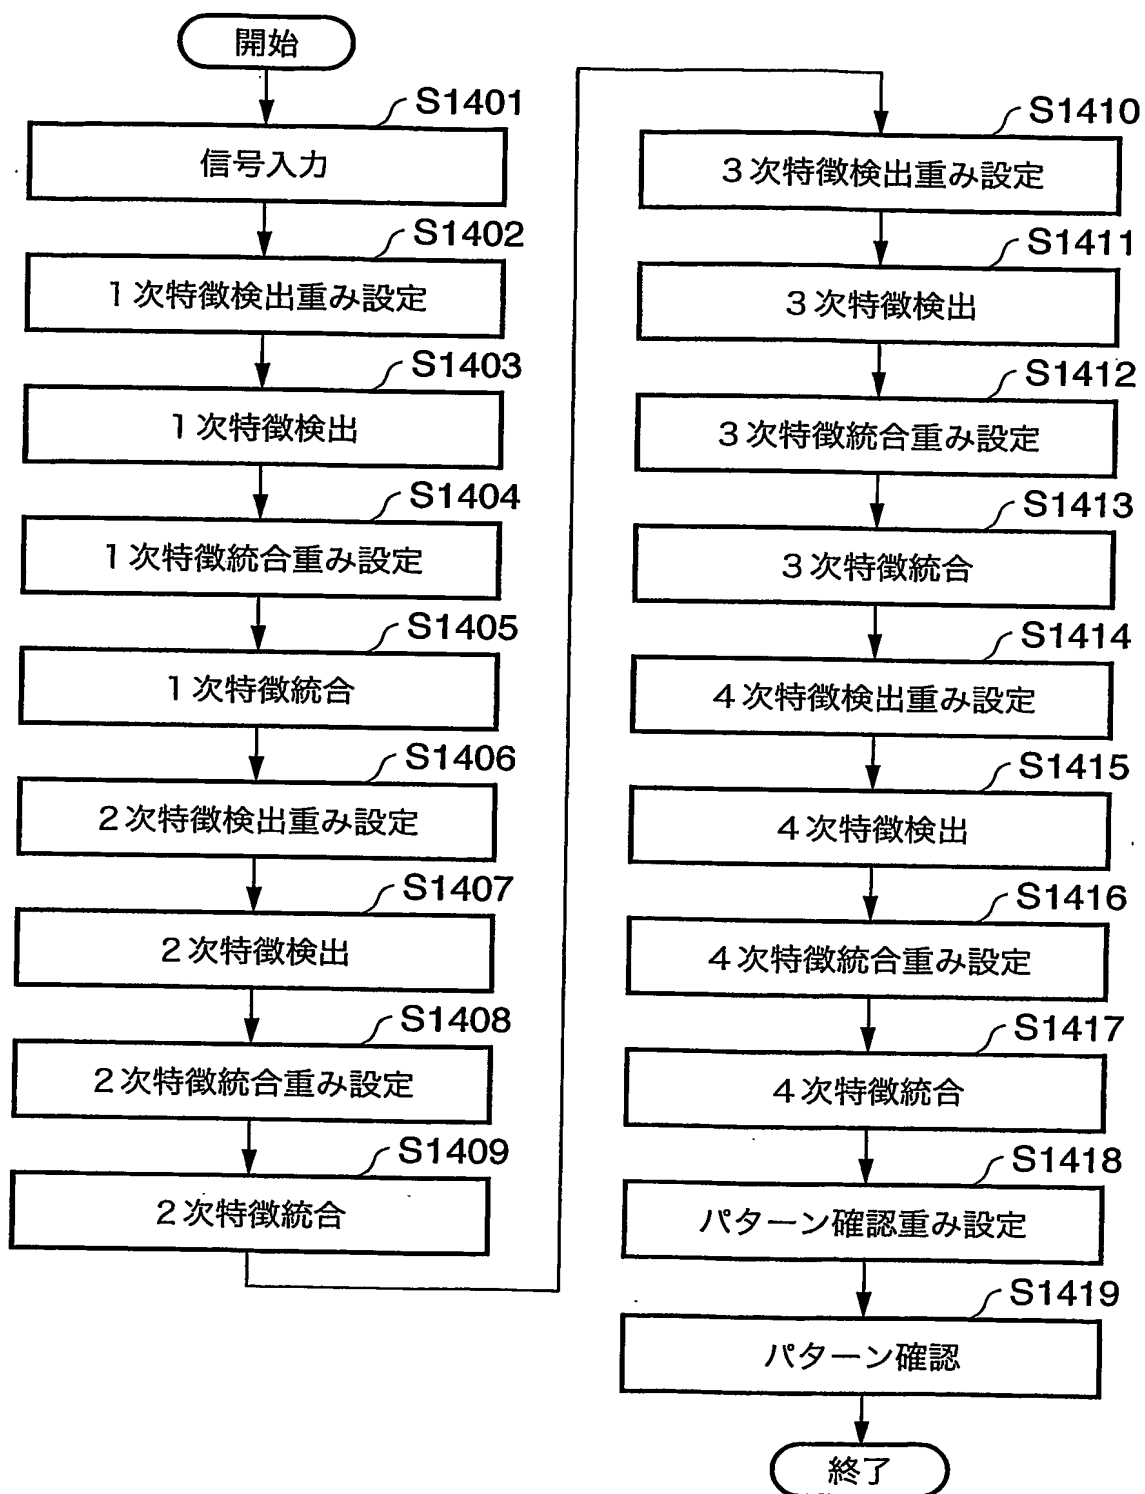 開始
S1401
信号入力
S1402
1次特徴検出重み設定
S1403
1次特徴検出
S1404
1次特徴統合重み設定
S1405
1次特徴統合
S1406
2次特徴検出重み設定
S1407
2次特徴検出
S1408
2次特徴統合重み設定
S1409
2次特徴統合
S1410
3次特徴検出重み設定
S1411
3次特徴検出
S1412
3次特徴統合重み設定
S1413
3次特徴統合
S1414
4次特徴検出重み設定
S1415
4次特徴検出
S1416
4次特徴統合重み設定
S1417
4次特徴統合
S1418
パターン確認重み設定
S1419
パターン確認
終了